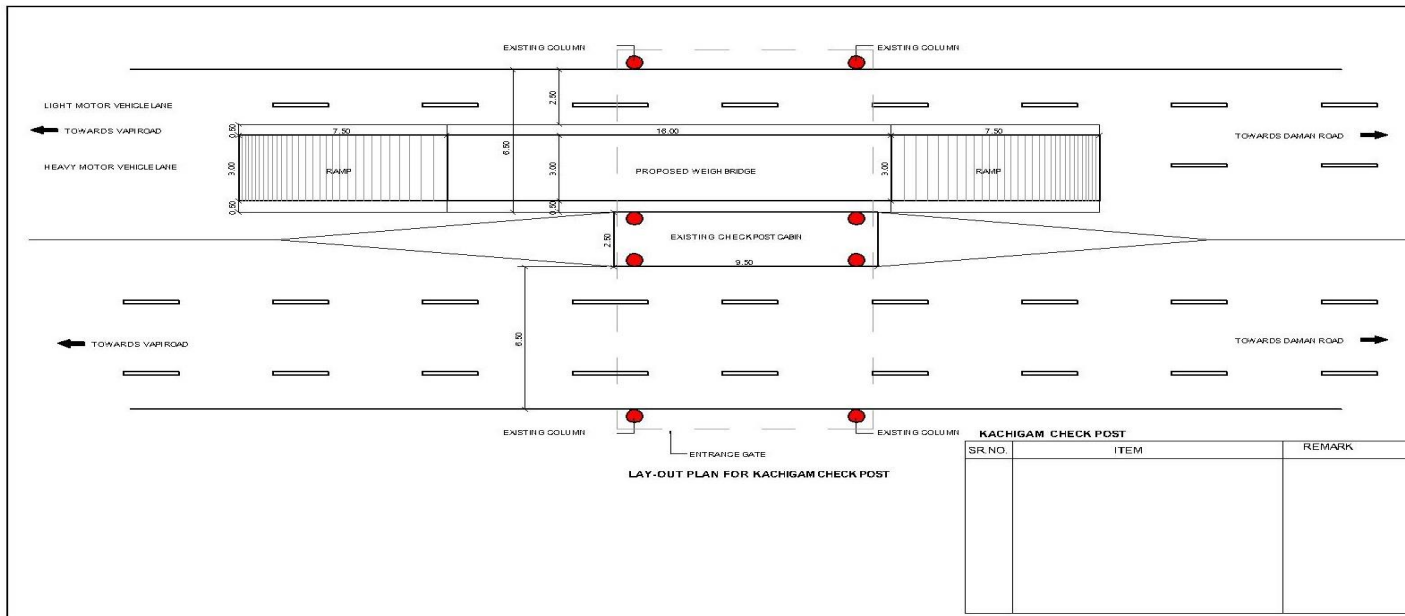 EXISTING COLUMN
EXISTING COLUMN
LIGHT MOTOR VEHICLE LANE
2.50
TOWARDS VAPI ROAD
0.50
7.50
6.50
16.00
7.50
TOWARDS DAMAN ROAD
HEAVY MOTOR VEHICLE LANE
3.00
RAMP
3.00
PROPOSED WEIGH BRIDGE
3.00
RAMP
0.50
0.50
2.50
EXISTING CHECK POST CABIN
9.50
TOWARDS VAPI ROAD
6.50
TOWARDS DAMAN ROAD
EXISTING COLUMN
EXISTING COLUMN
ENTRANCE GATE
LAY-OUT PLAN FOR KACHIGAM CHECK POST
KACHIGAM CHECK POST
SR.NO.
ITEM
REMARK